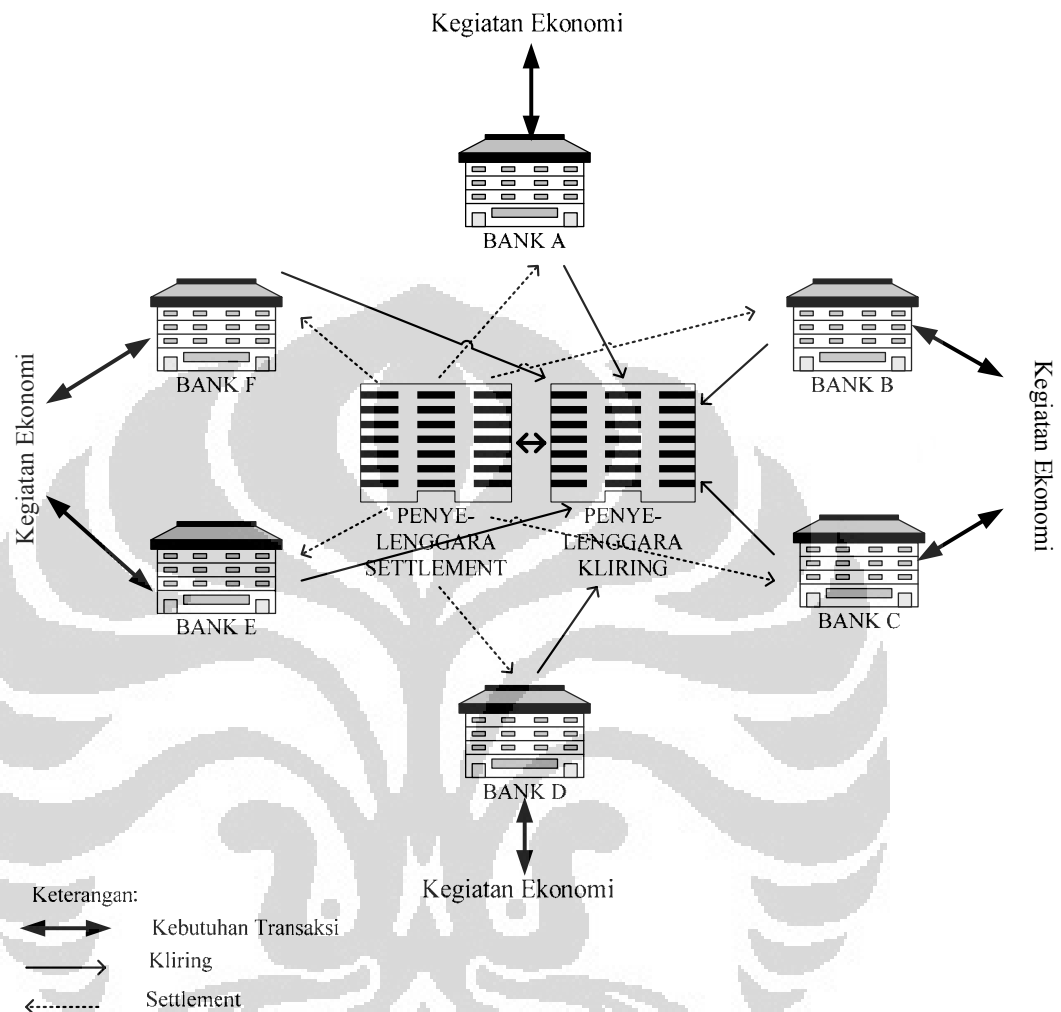 Kegiatan Ekonomi
BANK A
BANK F
BANK B
Kegiatan Ekonomi
Kegiatan Ekonomi
PENYE-
LENGGARA
SETTLEMENT
PENYE-
LENGGARA
KLIRING
BANK E
BANK C
BANK D
Kegiatan Ekonomi
Keterangan:
Kebutuhan Transaksi
Kliring
Settlement